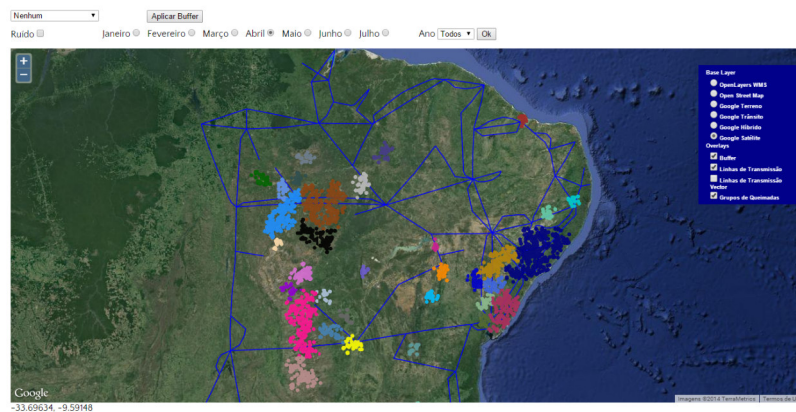 Nenhum
Aplicar Buffer
Ruído Janeiro Fevereiro Março Abril Maio Junho Julho Ano Todos Ok
+
−
Base Layer
OpenLayers WMS
Open Street Map
Google Terreno
Google Trânsito
Google Híbrido
Google Satélite
Overlays
Buffer
Linhas de Transmissão
Linhas de Transmissão
Vector
Grupos de Queimadas
Google
Imagens ©2014 TerraMetrics Termos de U
-33.69634, -9.59148